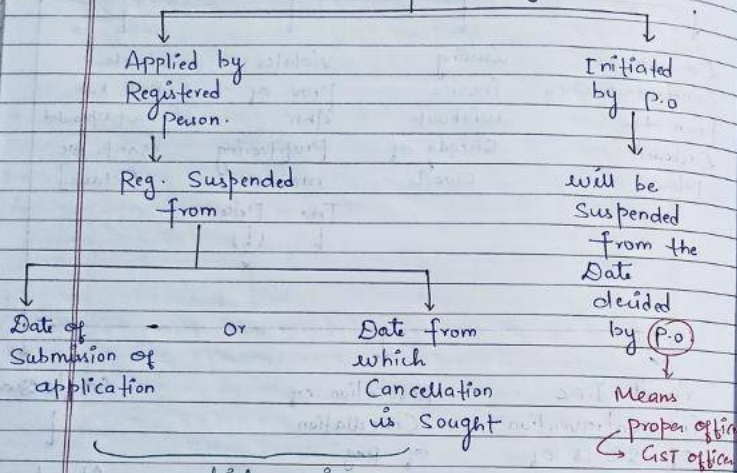 Applied by
Registered
person.
Reg. Suspended
from
Date of
Submission of
application
Or
Date from
which
Cancellation
is Sought
Initiated
by P.O
will be
Suspended
from the
Date
decided
by P.O
Means
proper
GST officer